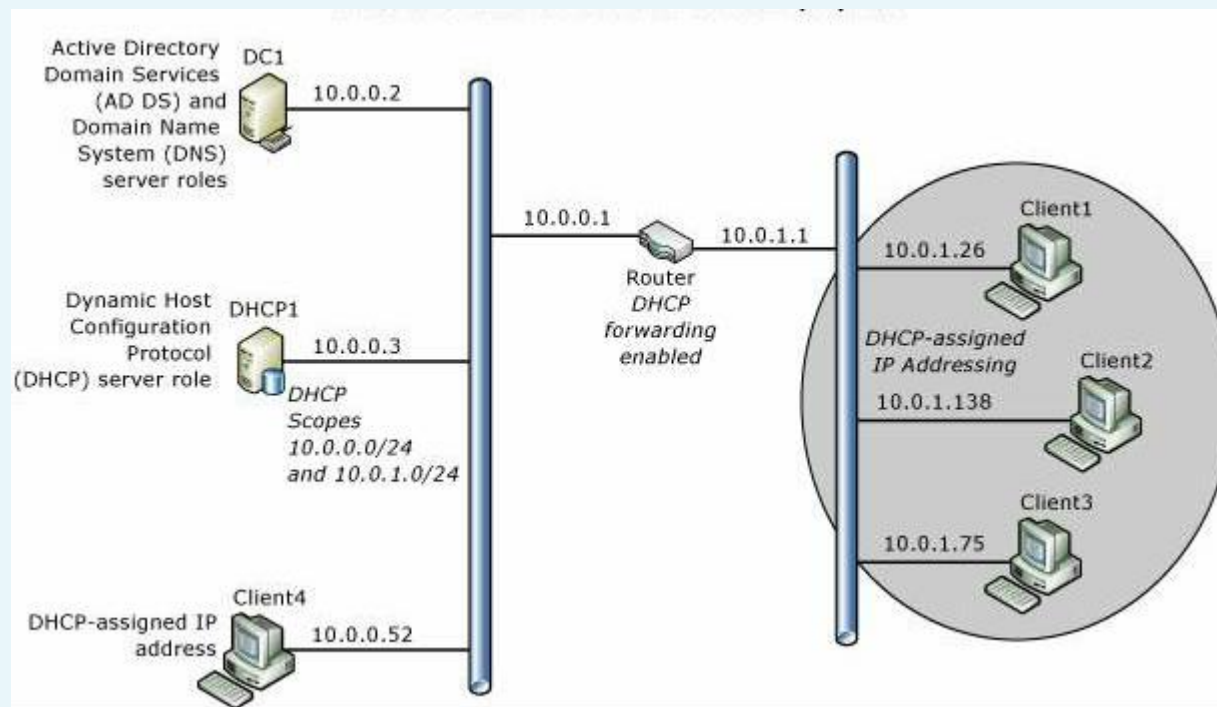 Active Directory
Domain Services
(AD DS) and
Domain Name
System (DNS)
server roles
DC1
10.0.0.2
Dynamic Host
Configuration
Protocol
(DHCP) server role
DHCP1
10.0.0.3
DHCP
Scopes
10.0.0.0/24
and 10.0.1.0/24
DHCP-assigned IP
address
Client4
10.0.0.52
10.0.0.1
Router
DHCP
forwarding
enabled
10.0.1.1
Client1
10.0.1.26
DHCP-assigned
IP Addressing
Client2
10.0.1.138
Client3
10.0.1.75